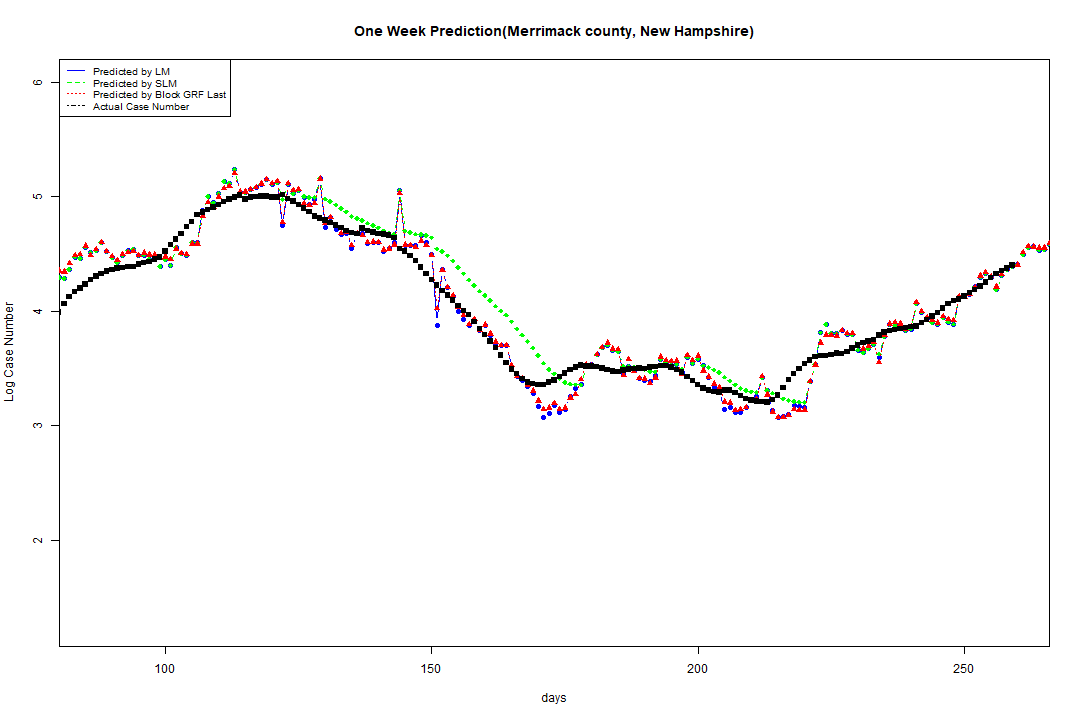 One Week Prediction(Merrimack county, New Hampshire)
Predicted by LM
Predicted by SLM
Predicted by Block GRF Last
Actual Case Number
6
5
4
3
2
Log Case Number
100 150 200 250
days